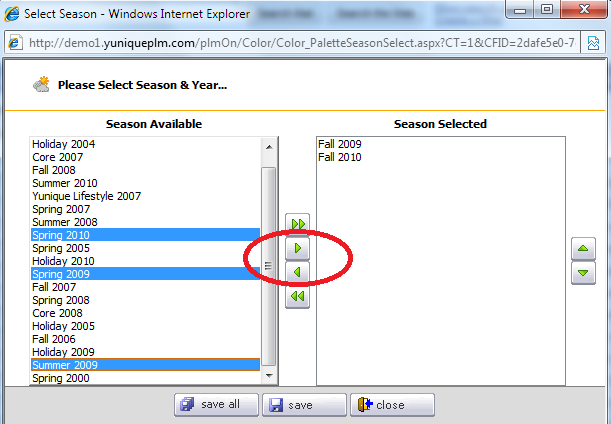 Select Season - Windows Internet Explorer
http://demo1.yuniqueplm.com/plmOn/Color/Color_PaletteSeasonSelect.aspx?CT=1&CFID=2dafe5e0-7
Please Select Season & Year...
Season Available
Season Selected
Holiday 2004
Core 2007
Fall 2008
Summer 2010
Yunique Lifestyle 2007
Spring 2007
Summer 2008
Spring 2010
Spring 2005
Holiday 2010
Spring 2009
Fall 2007
Spring 2008
Core 2008
Holiday 2005
Fall 2006
Holiday 2009
Summer 2009
Spring 2000
Fall 2009
Fall 2010
save all
save
close